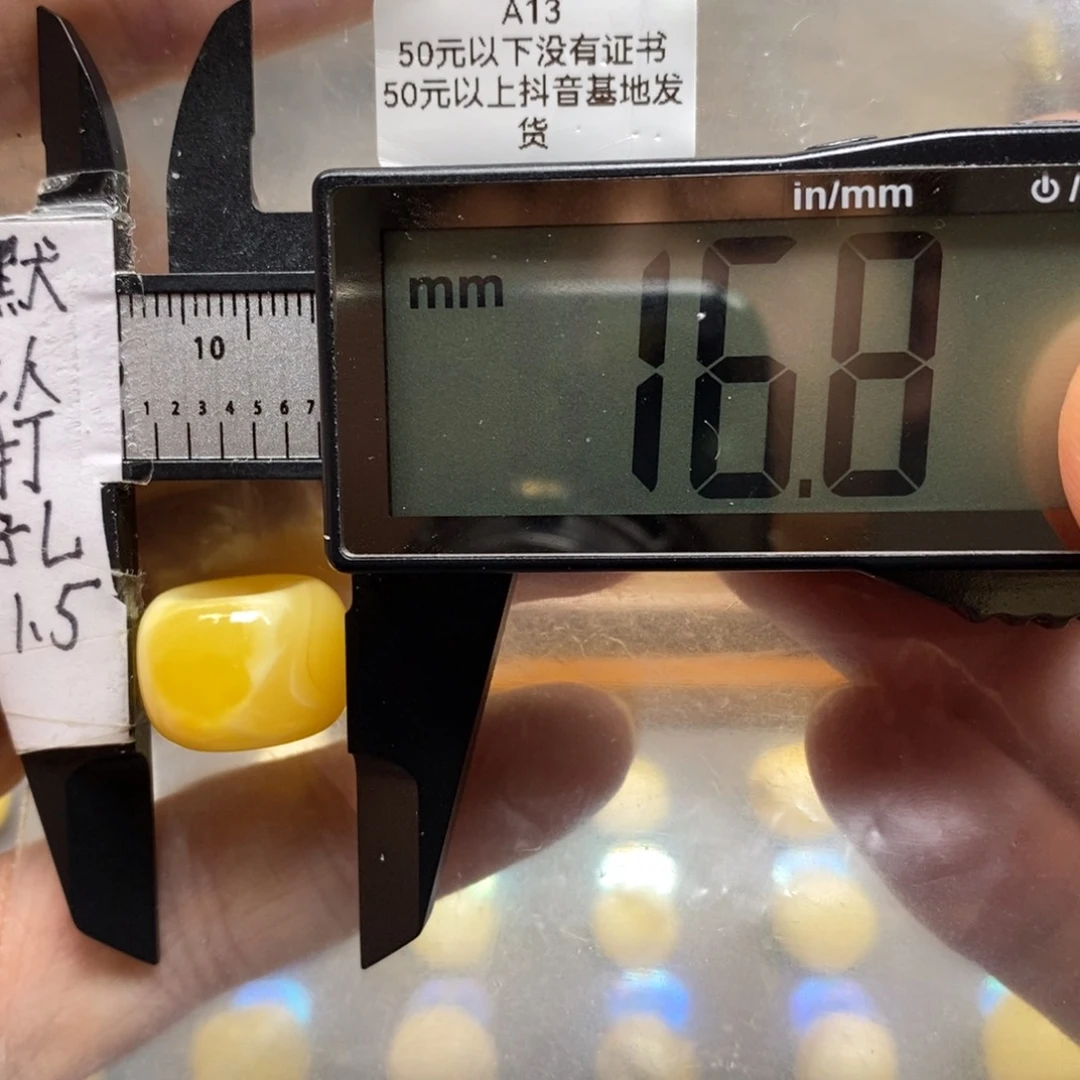 A13
50元以下没有证书
50元以上抖音基地发
货
in/mm
mm
16.8
10
1 2 3 4 5 6 7
默
认
打
孔
1.5